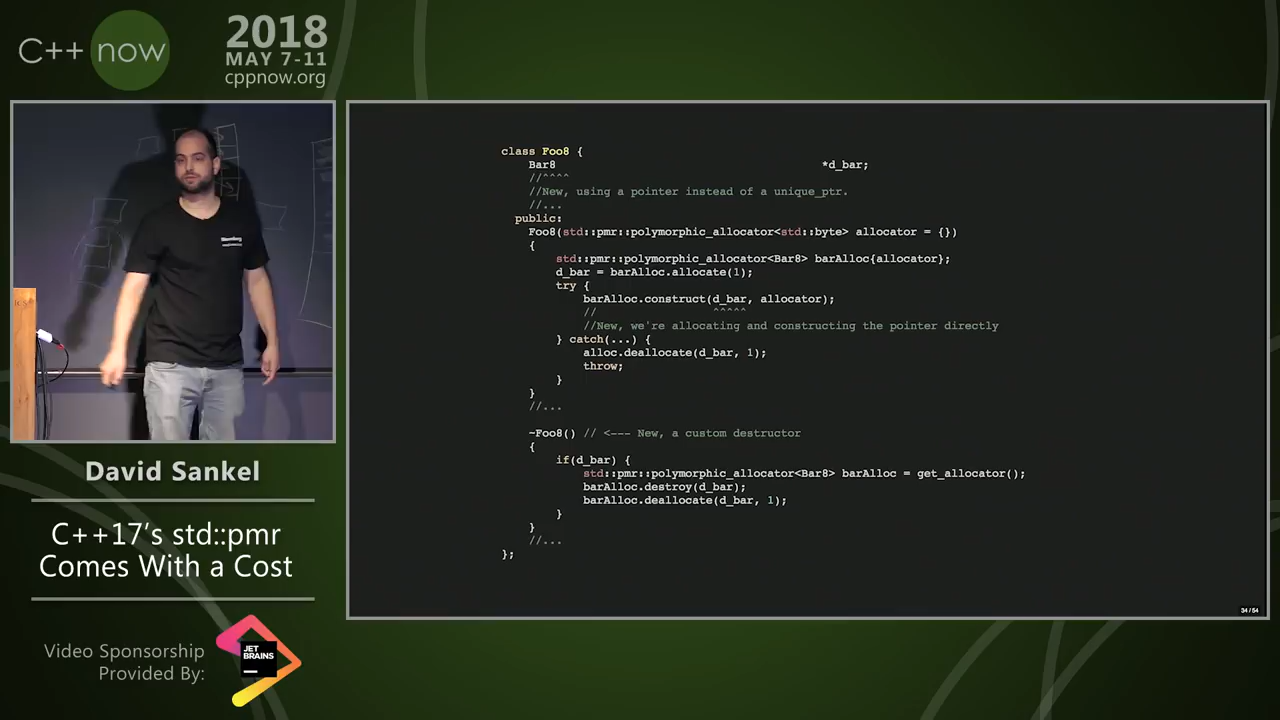 C++ now
2018
MAY 7-11
cppnow.org
class Foo8 {
Bar8 *d_bar;
//^^^^
//New, using a pointer instead of a unique_ptr.
//...
public:
Foo8(std::pmr::polymorphic_allocator<std::byte> allocator = {})
{
std::pmr::polymorphic_allocator<Bar8> barAlloc{allocator};
d_bar = barAlloc.allocate(1);
try {
barAlloc.construct(d_bar, allocator);
// ^^^^^
//New, we're allocating and constructing the pointer directly
} catch(...) {
alloc.deallocate(d_bar, 1);
throw;
}
}
//...
~Foo8() // <--- New, a custom destructor
{
if(d_bar) {
std::pmr::polymorphic_allocator<Bar8> barAlloc = get_allocator();
barAlloc.destroy(d_bar);
barAlloc.deallocate(d_bar, 1);
}
}
//...
};
34 / 54
David Sankel
C++17’s std::pmr
Comes With a Cost
Video Sponsorship
Provided By:
JET
BRAINS